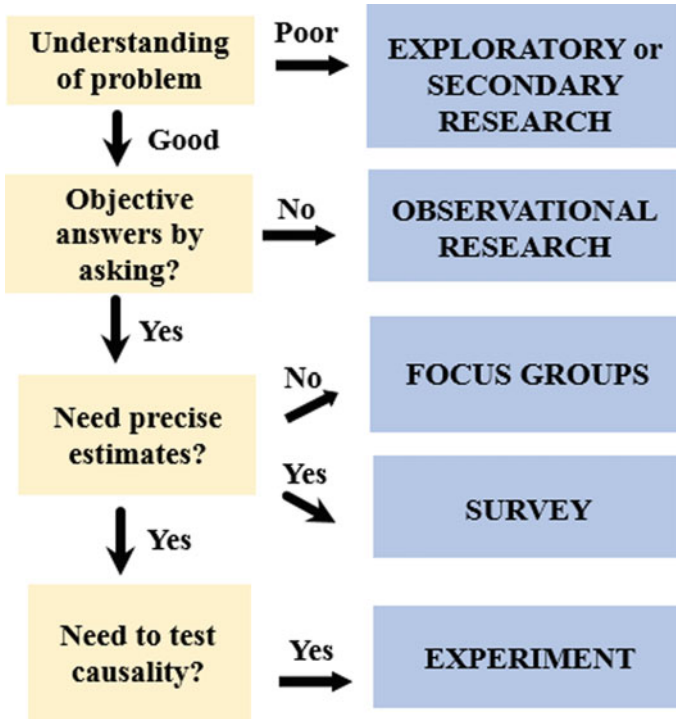 Understanding
of problem
Poor
EXPLORATORY or
SECONDARY
RESEARCH
Good
Objective
answers by
asking?
No
OBSERVATIONAL
RESEARCH
Yes
Need precise
estimates?
No
FOCUS GROUPS
Yes
SURVEY
Yes
Need to test
causality?
Yes
EXPERIMENT